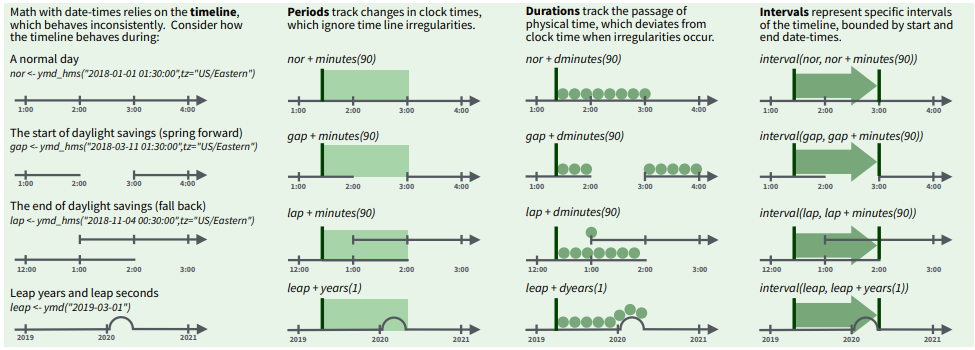 Math with date-times relies on the timeline,
which behaves inconsistently. Consider how
the timeline behaves during:
A normal day
nor <- ymd_hms("2018-01-01 01:30:00",tz="US/Eastern")
1:00 2:00 3:00 4:00
The start of daylight savings (spring forward)
gap <- ymd_hms("2018-03-11 01:30:00",tz="US/Eastern")
1:00 2:00 3:00 4:00
The end of daylight savings (fall back)
lap <- ymd_hms("2018-11-04 00:30:00",tz="US/Eastern")
12:00 1:00 2:00 3:00
Leap years and leap seconds
leap <- ymd("2019-03-01")
2019 2020 2021
Periods track changes in clock times,
which ignore time line irregularities.
nor + minutes(90)
1:00 2:00 3:00 4:00
gap + minutes(90)
1:00 2:00 3:00 4:00
lap + minutes(90)
12:00 1:00 2:00 3:00
leap + years(1)
2019 2020 2021
Durations track the passage of
physical time, which deviates from
clock time when irregularities occur.
nor + dminutes(90)
1:00 2:00 3:00 4:00
gap + dminutes(90)
1:00 2:00 3:00 4:00
lap + dminutes(90)
12:00 1:00 2:00 3:00
leap + dyears(1)
2019 2020 2021
Intervals represent specific intervals
of the timeline, bounded by start and
end date-times.
interval(nor, nor + minutes(90))
1:00 2:00 3:00 4:00
interval(gap, gap + minutes(90))
1:00 2:00 3:00 4:00
interval(lap, lap + minutes(90))
12:00 1:00 2:00 3:00
interval(leap, leap + years(1))
2019 2020 2021